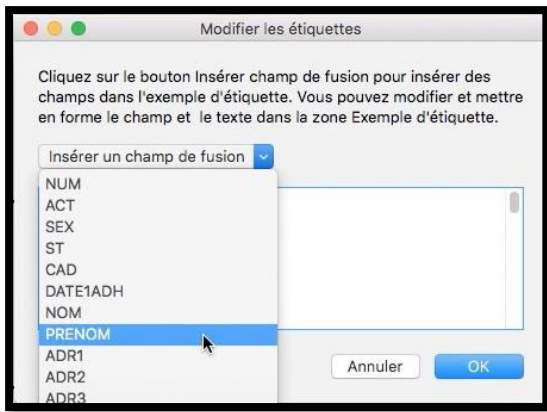 Modifier les étiquettes
Cliquez sur le bouton Insérer champ de fusion pour insérer des
champs dans l'exemple d'étiquette. Vous pouvez modifier et mettre
en forme le champ et  le texte dans la zone Exemple d'étiquette.
Insérer un champ de fusion
NUM
ACT
SEX
ST
CAD
DATE1ADH
NOM
PRENOM
ADR1
ADR2
ADR3
Annuler
OK